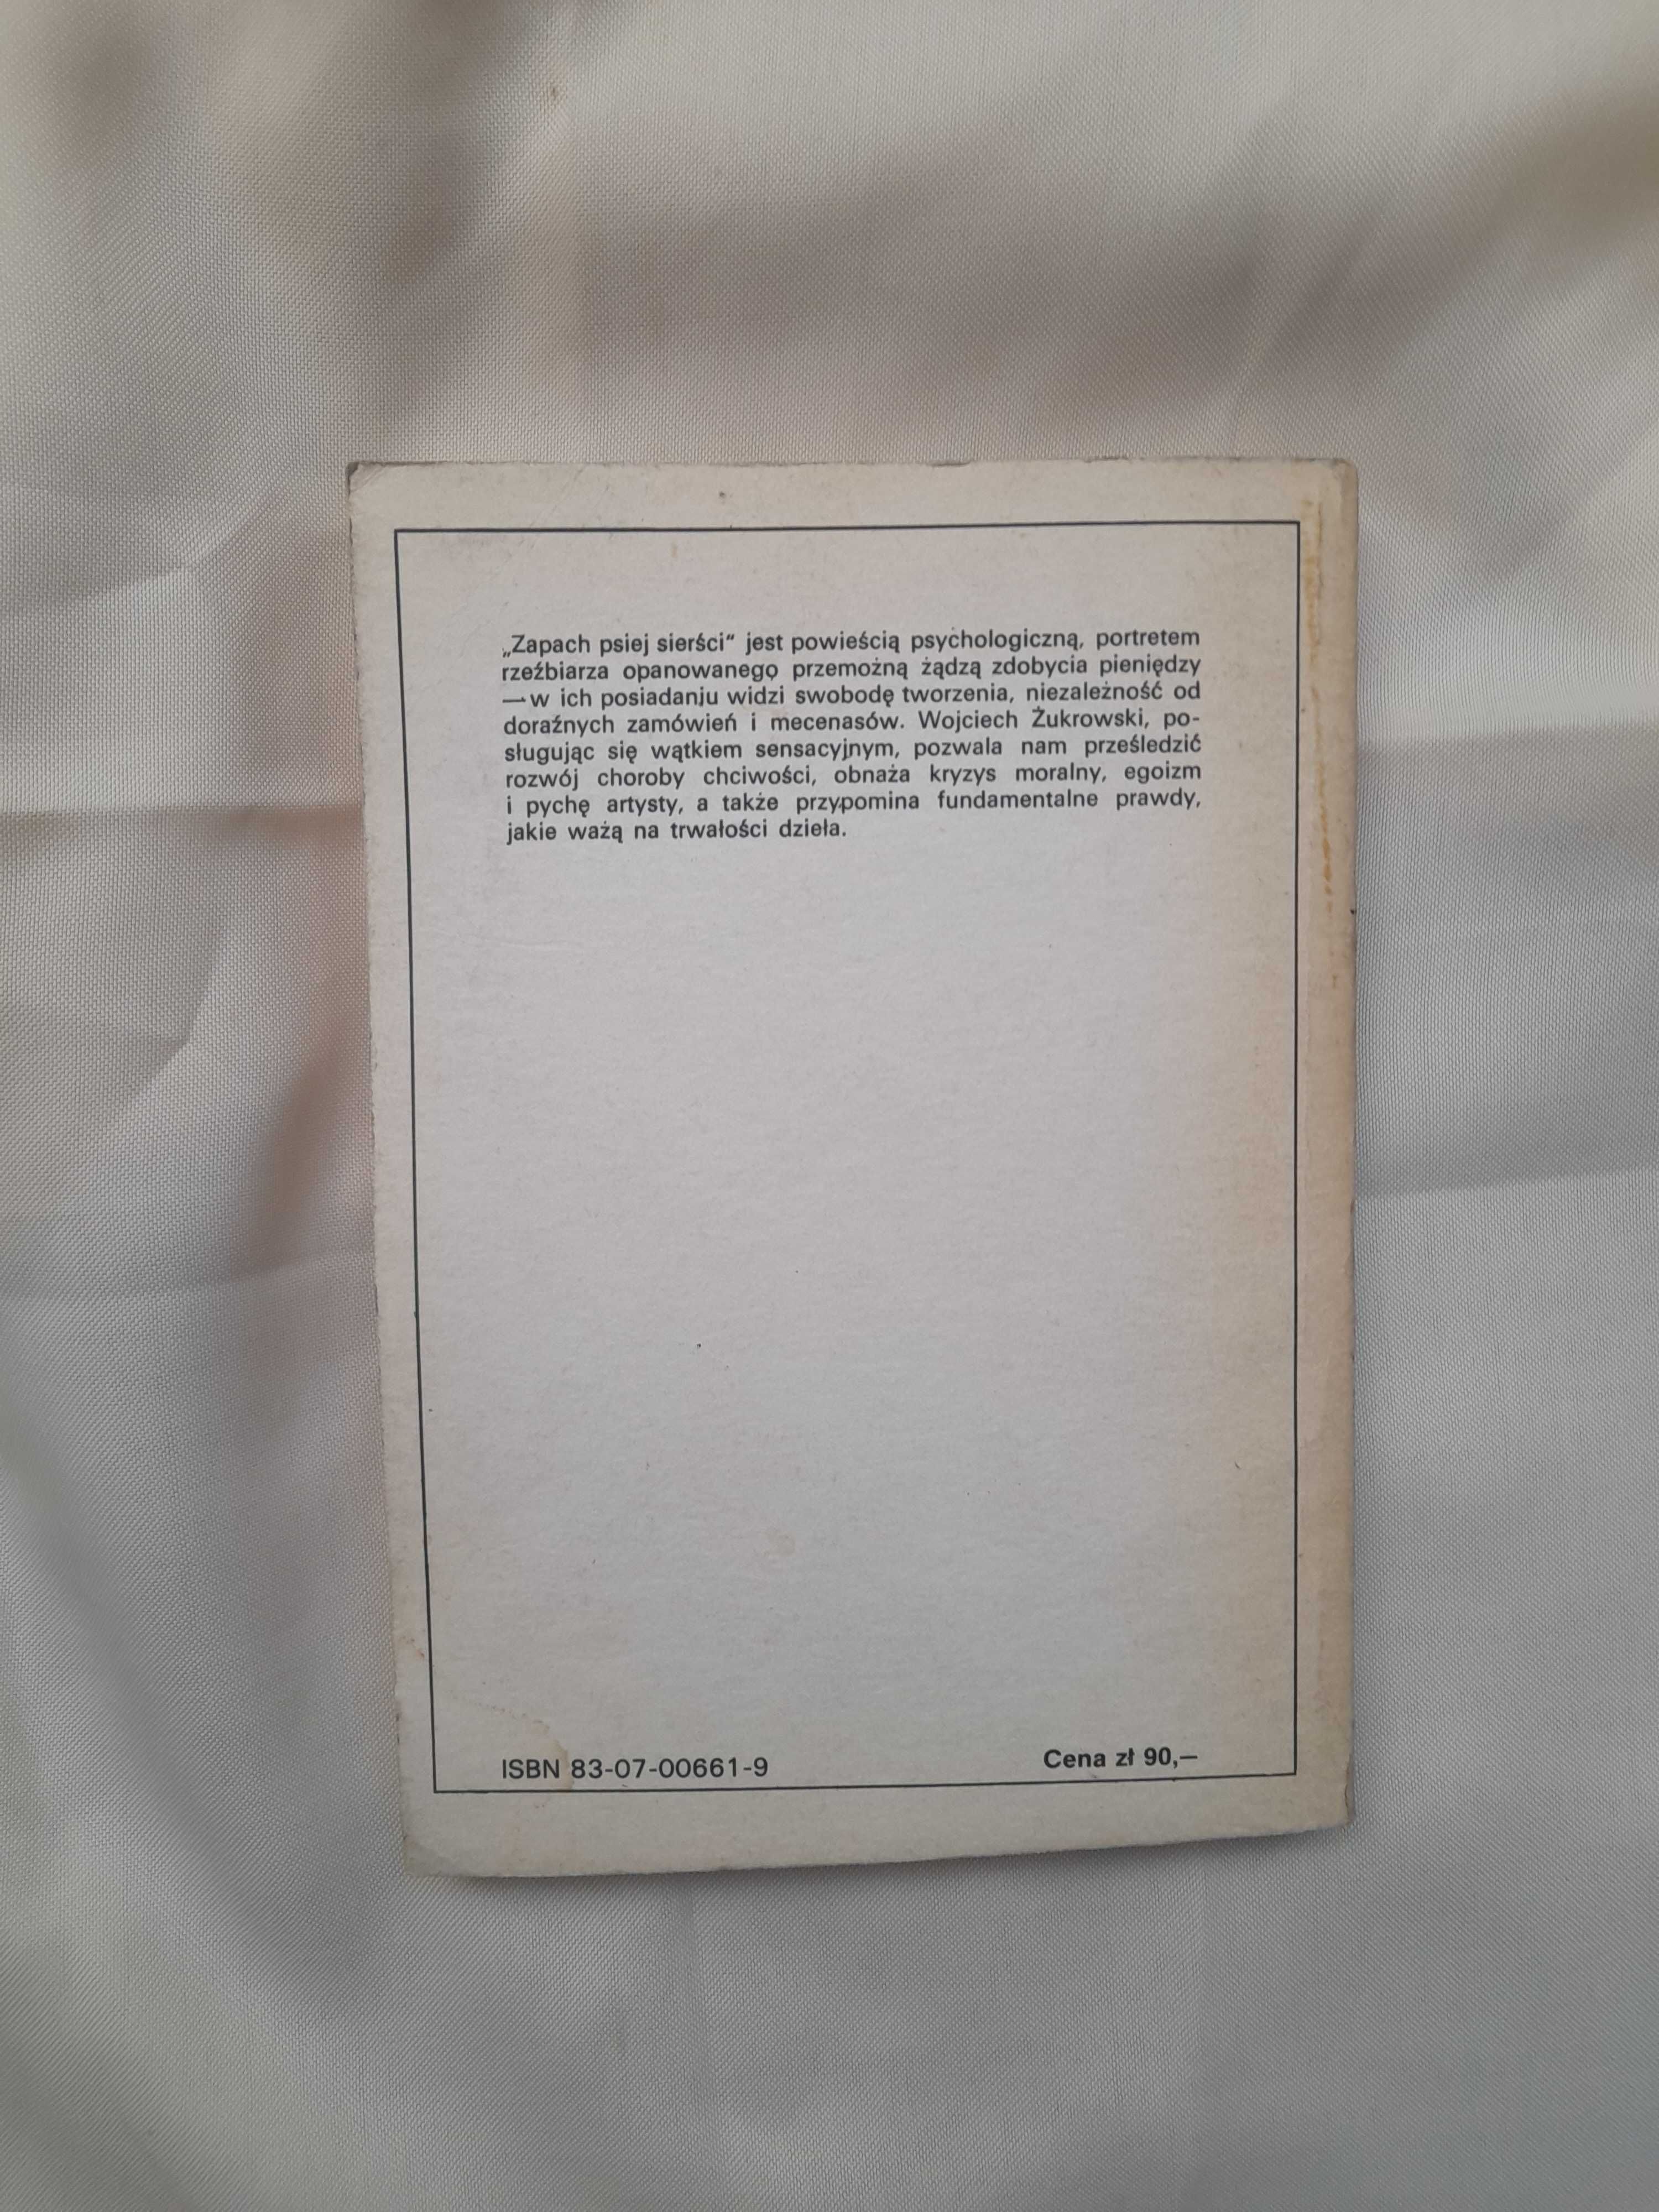 „Zapach psiej sierści“ jest powieścią psychologiczną, portretem
rzeźbiarza opanowanego przemożną żądzą zdobycia pieniędzy
—w ich posiadaniu widzi swobodę tworzenia, niezależność od
doraźnych zamówień i mecenasów. Wojciech Żukrowski, po-
sługując się wątkiem sensacyjnym, pozwala nam prześledzić
rozwój choroby chciwości, obnaża kryzys moralny, egoizm
i pychę artysty, a także przypomina fundamentalne prawdy,
jakie ważą na trwałości dzieła.
ISBN 83-07-00661-9
Cena zł 90,—